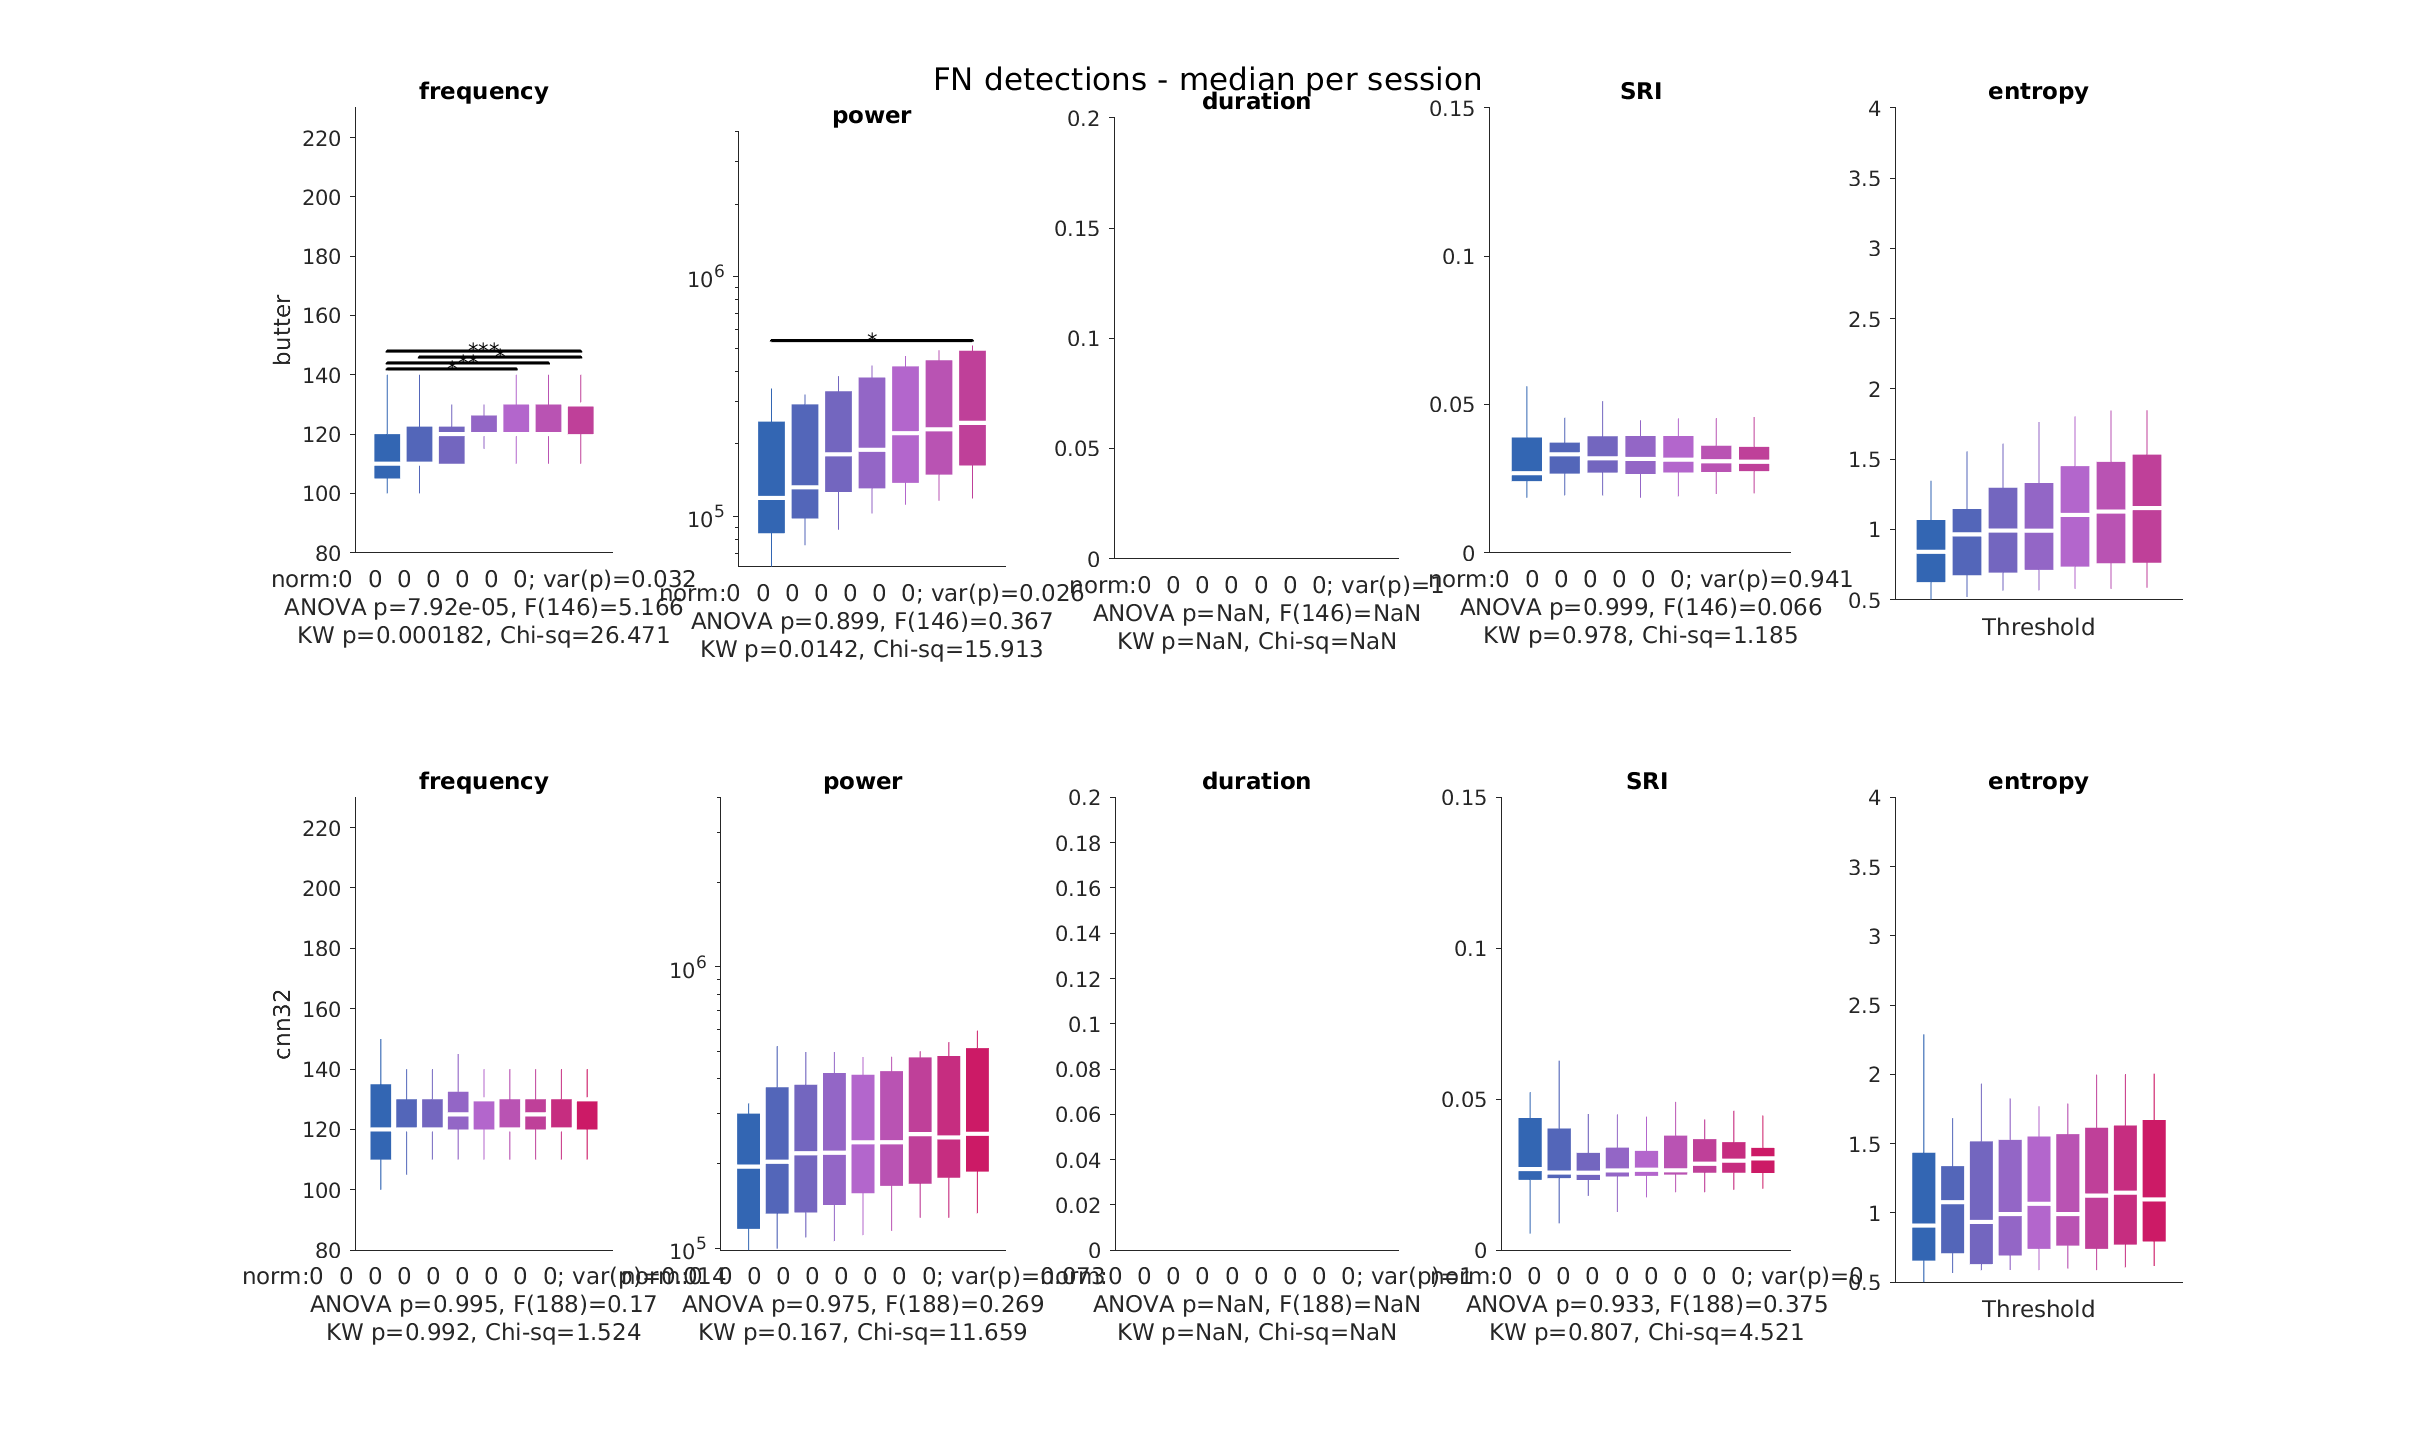 FN detections - median per session
frequency
power
duration
SRI
entropy
butter
220
200
180
160
140
120
100
80
***
*
**
*
norm:0 0 0 0 0 0 0; var(p)=0.032
ANOVA p=7.92e-05, F(146)=5.166
KW p=0.000182, Chi-sq=26.471
10^6
10^5
*
norm:0 0 0 0 0 0 0; var(p)=0.026
ANOVA p=0.899, F(146)=0.367
KW p=0.0142, Chi-sq=15.913
0.2
0.15
0.1
0.05
0
norm:0 0 0 0 0 0 0; var(p)=1
ANOVA p=NaN, F(146)=NaN
KW p=NaN, Chi-sq=NaN
0.15
0.1
0.05
0
norm:0 0 0 0 0 0 0; var(p)=0.941
ANOVA p=0.999, F(146)=0.066
KW p=0.978, Chi-sq=1.185
4
3.5
3
2.5
2
1.5
1
0.5
Threshold
frequency
power
duration
SRI
entropy
cnn32
220
200
180
160
140
120
100
80
norm:0 0 0 0 0 0 0 0 0; var(p)=0.014
ANOVA p=0.995, F(188)=0.17
KW p=0.992, Chi-sq=1.524
10^6
10^5
norm:0 0 0 0 0 0 0 0 0; var(p)=0.073
ANOVA p=0.975, F(188)=0.269
KW p=0.167, Chi-sq=11.659
0.2
0.18
0.16
0.14
0.12
0.1
0.08
0.06
0.04
0.02
0
norm:0 0 0 0 0 0 0 0 0; var(p)=1
ANOVA p=NaN, F(188)=NaN
KW p=NaN, Chi-sq=NaN
0.15
0.1
0.05
0
norm:0 0 0 0 0 0 0 0 0; var(p)=0
ANOVA p=0.933, F(188)=0.375
KW p=0.807, Chi-sq=4.521
4
3.5
3
2.5
2
1.5
1
0.5
Threshold